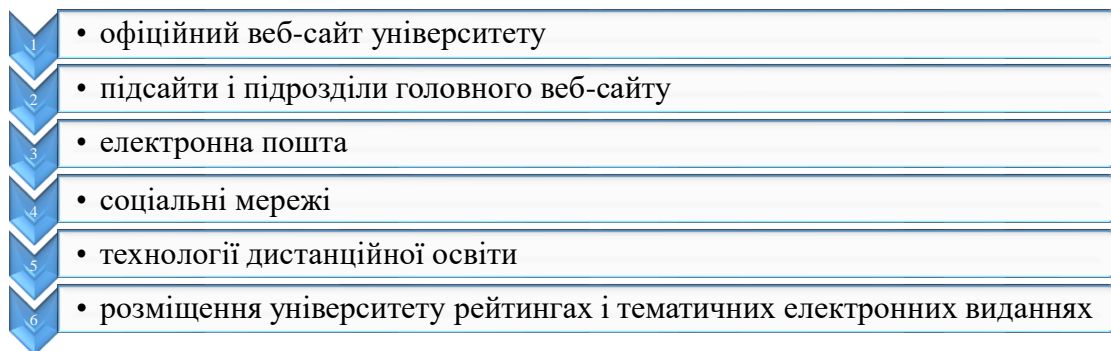 1 • офіційний веб-сайт університету
2 • підсайти і підрозділи головного веб-сайту
3 • електронна пошта
4 • соціальні мережі
5 • технології дистанційної освіти
6 • розміщення університету рейтингах і тематичних електронних виданнях